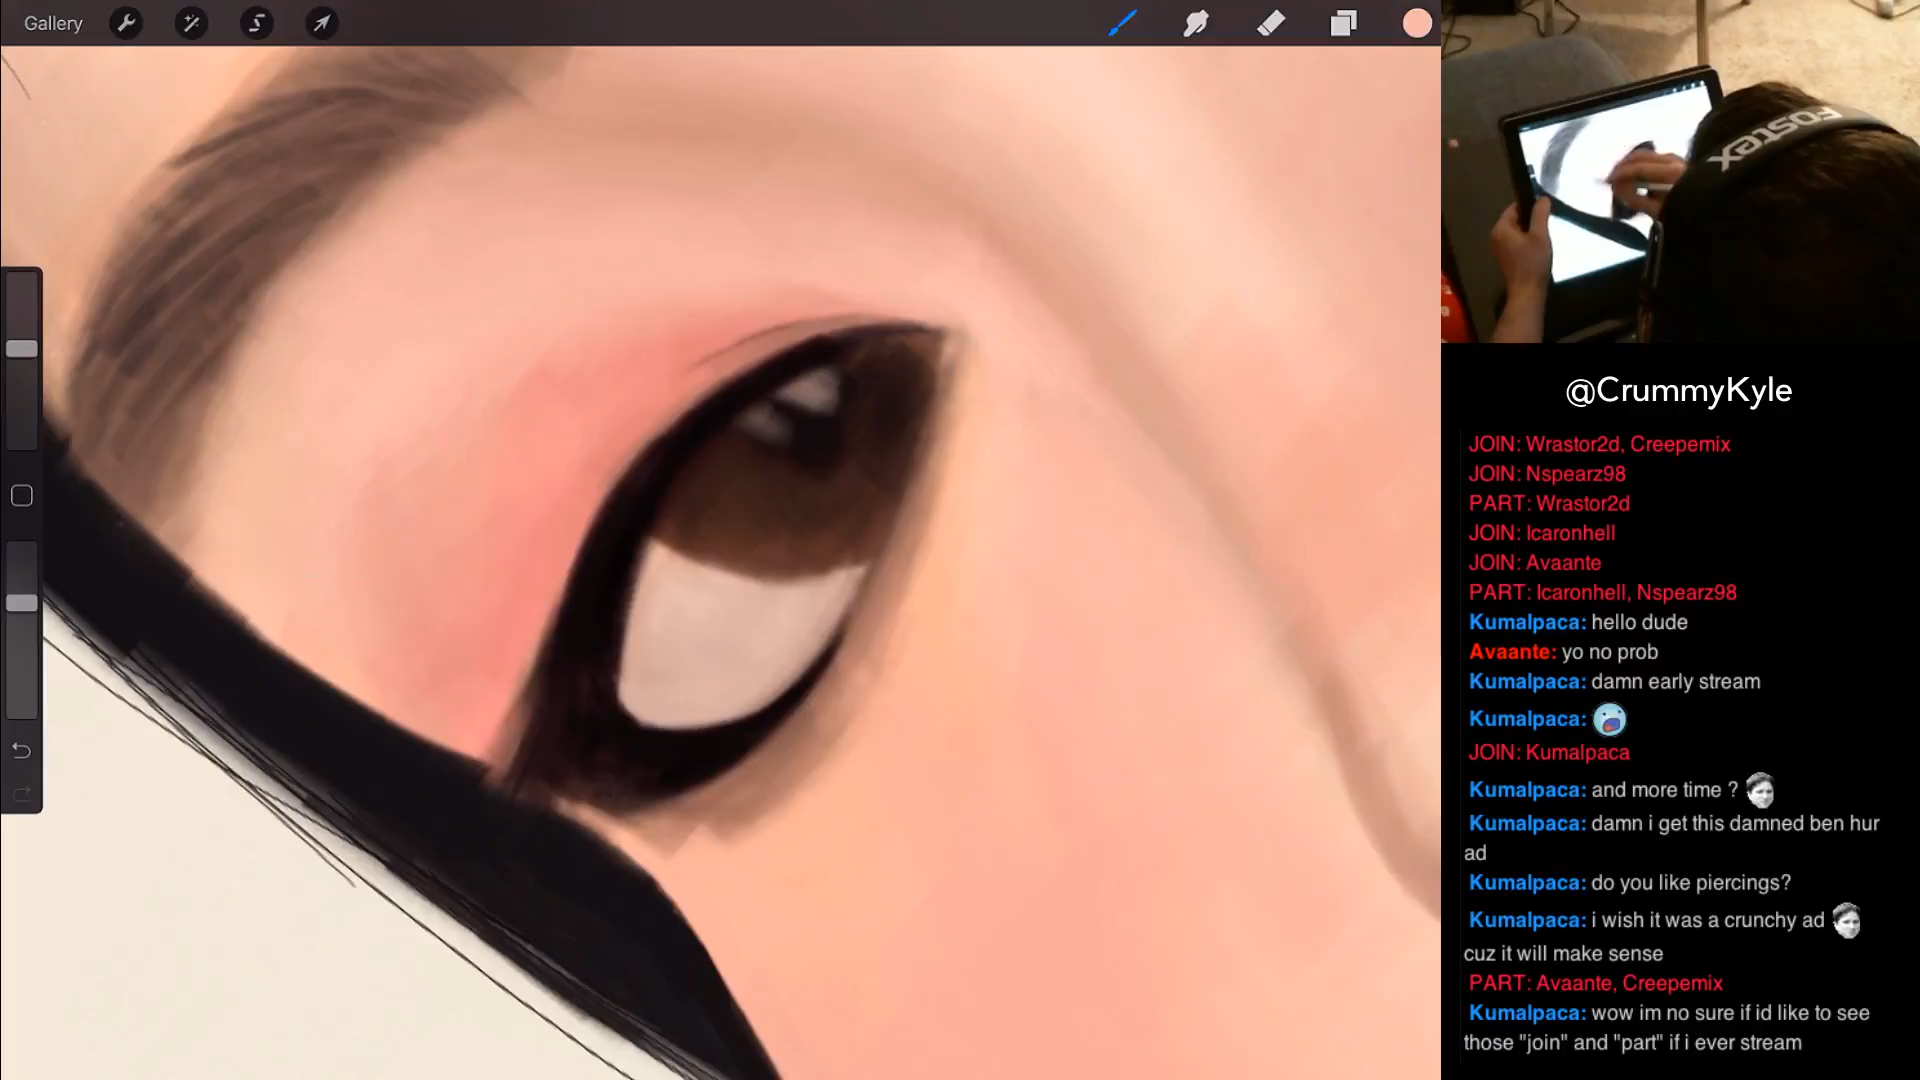 Gallery
FOSTEX
@CrummyKyle
JOIN: Wrastor2d, Creepemix
JOIN: Nspearz98
PART: Wrastor2d
JOIN: Icaronhell
JOIN: Avaante
PART: Icaronhell, Nspearz98
Kumalpaca: hello dude
Avaante: yo no prob
Kumalpaca: damn early stream
Kumalpaca:
JOIN: Kumalpaca
Kumalpaca: and more time ?
Kumalpaca: damn i get this damned ben hur
ad
Kumalpaca: do you like piercings?
Kumalpaca: i wish it was a crunchy ad
cuz it will make sense
PART: Avaante, Creepemix
Kumalpaca: wow im no sure if id like to see
those "join" and "part" if i ever stream